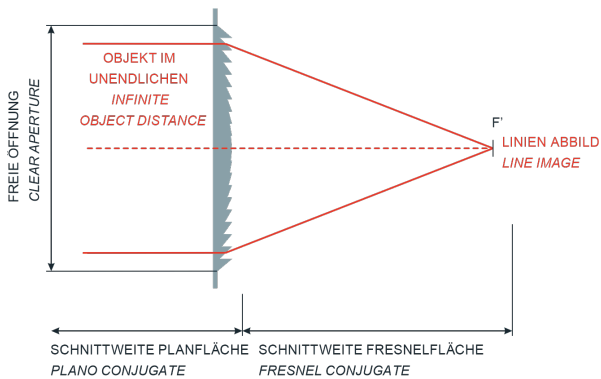 OBJEKT IM
UNENDLICHEN
INFINITE
OBJECT DISTANCE
FREIE ÖFFNUNG
CLEAR APERTURE
F'
LINIEN ABBILD
LINE IMAGE
SCHNITTWEITE PLANFLÄCHE
PLANO CONJUGATE
SCHNITTWEITE FRESNELFLÄCHE
FRESNEL CONJUGATE